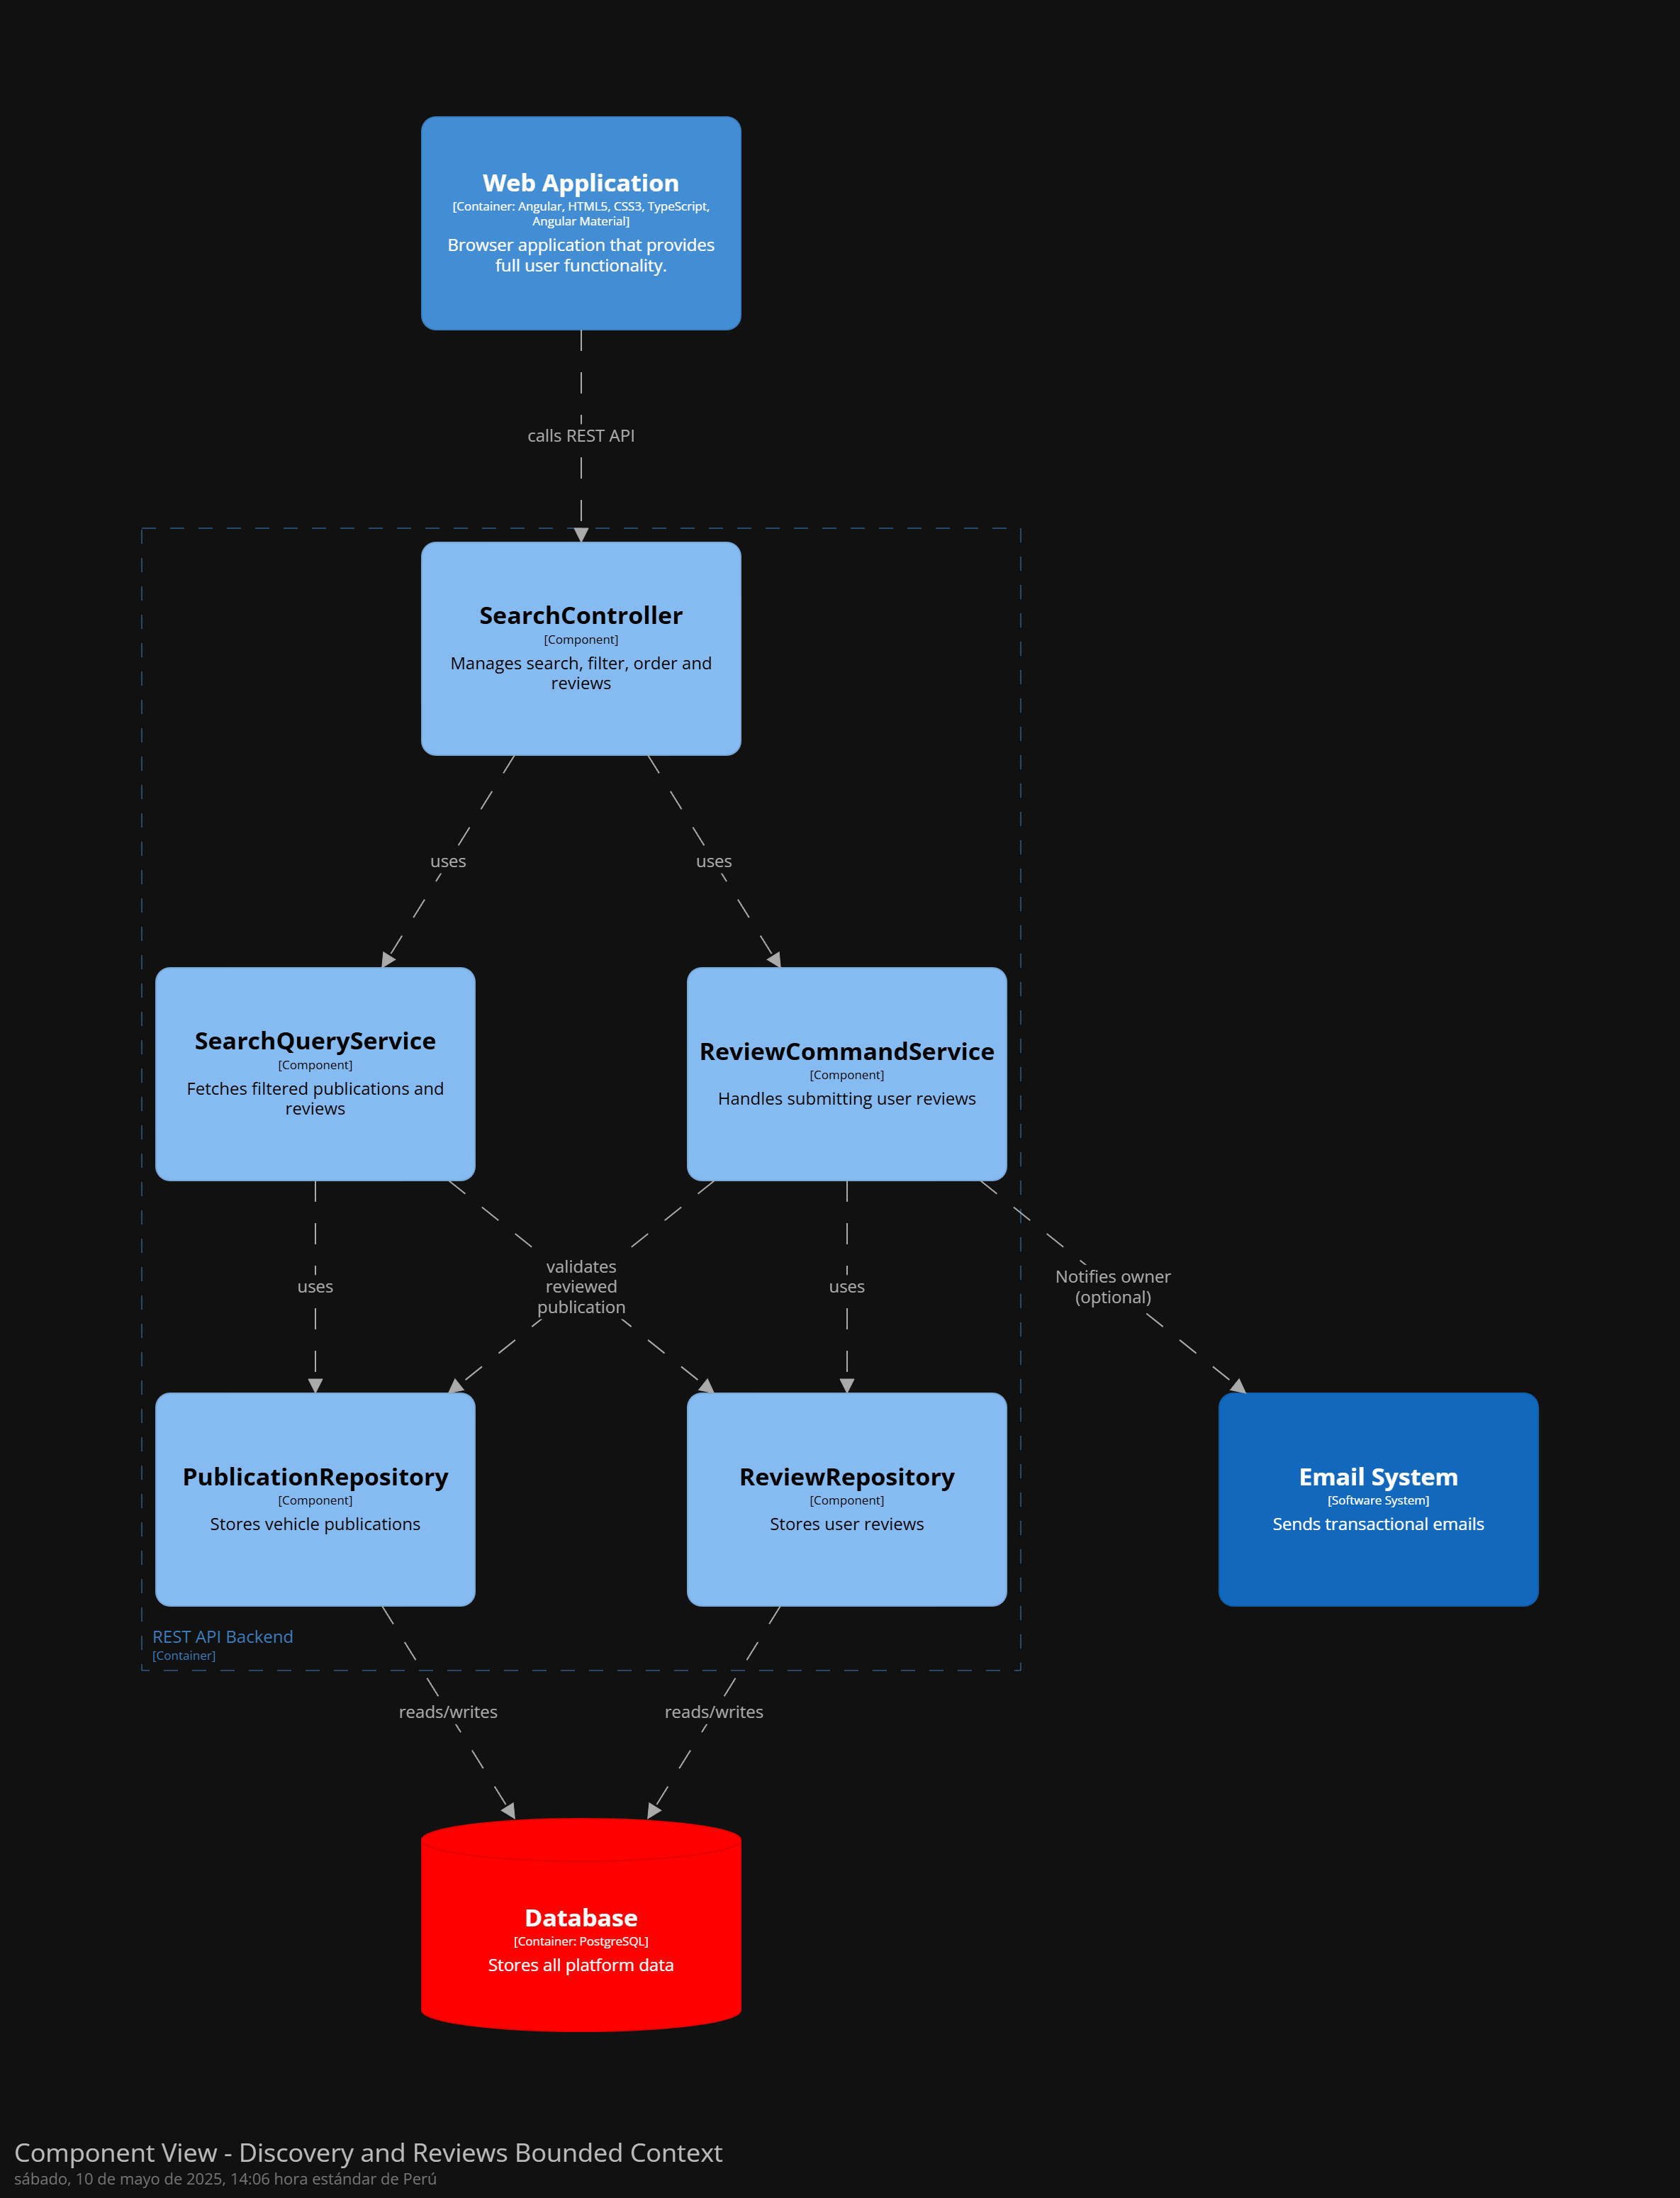 Web Application
[Container: Angular, HTML5, CSS3, TypeScript,
Angular Material]
Browser application that provides
full user functionality.
calls REST API
SearchController
[Component]
Manages search, filter, order and
reviews
uses
uses
SearchQueryService
[Component]
Fetches filtered publications and
reviews
ReviewCommandService
[Component]
Handles submitting user reviews
uses
validates
reviewed
publication
uses
Notifies owner
(optional)
PublicationRepository
[Component]
Stores vehicle publications
ReviewRepository
[Component]
Stores user reviews
Email System
[Software System]
Sends transactional emails
REST API Backend
[Container]
reads/writes
reads/writes
Database
[Container: PostgreSQL]
Stores all platform data
Component View - Discovery and Reviews Bounded Context
sábado, 10 de mayo de 2025, 14:06 hora estándar de Perú